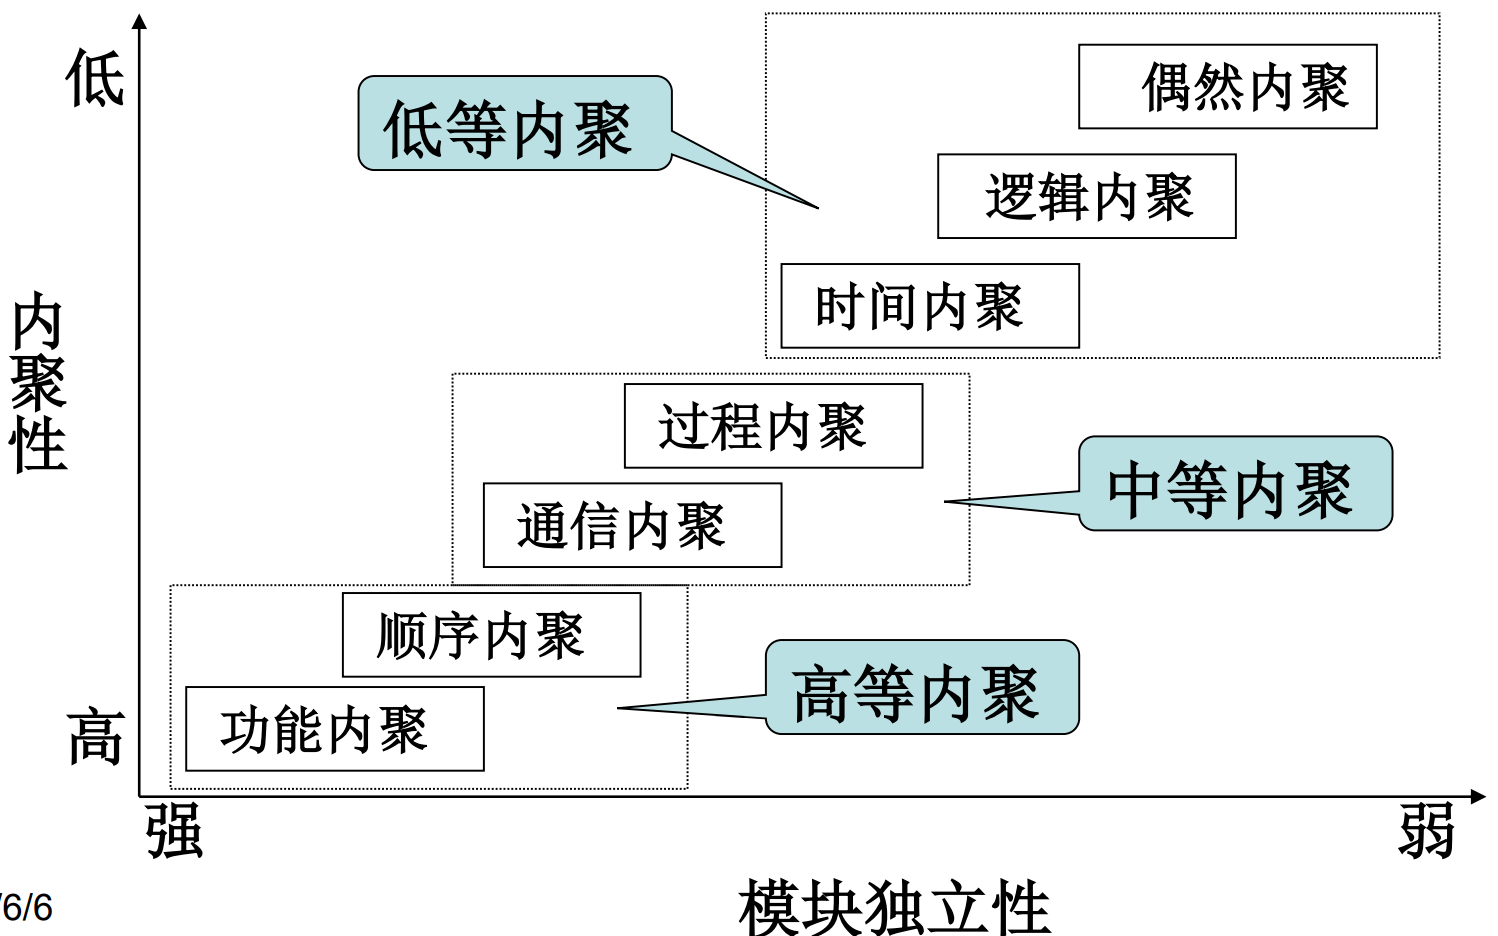 低
偶然内聚
低等内聚
逻辑内聚
时间内聚
内聚性
过程内聚
中等内聚
通信内聚
顺序内聚
高等内聚
功能内聚
高
强
弱
模块独立性
/6/6